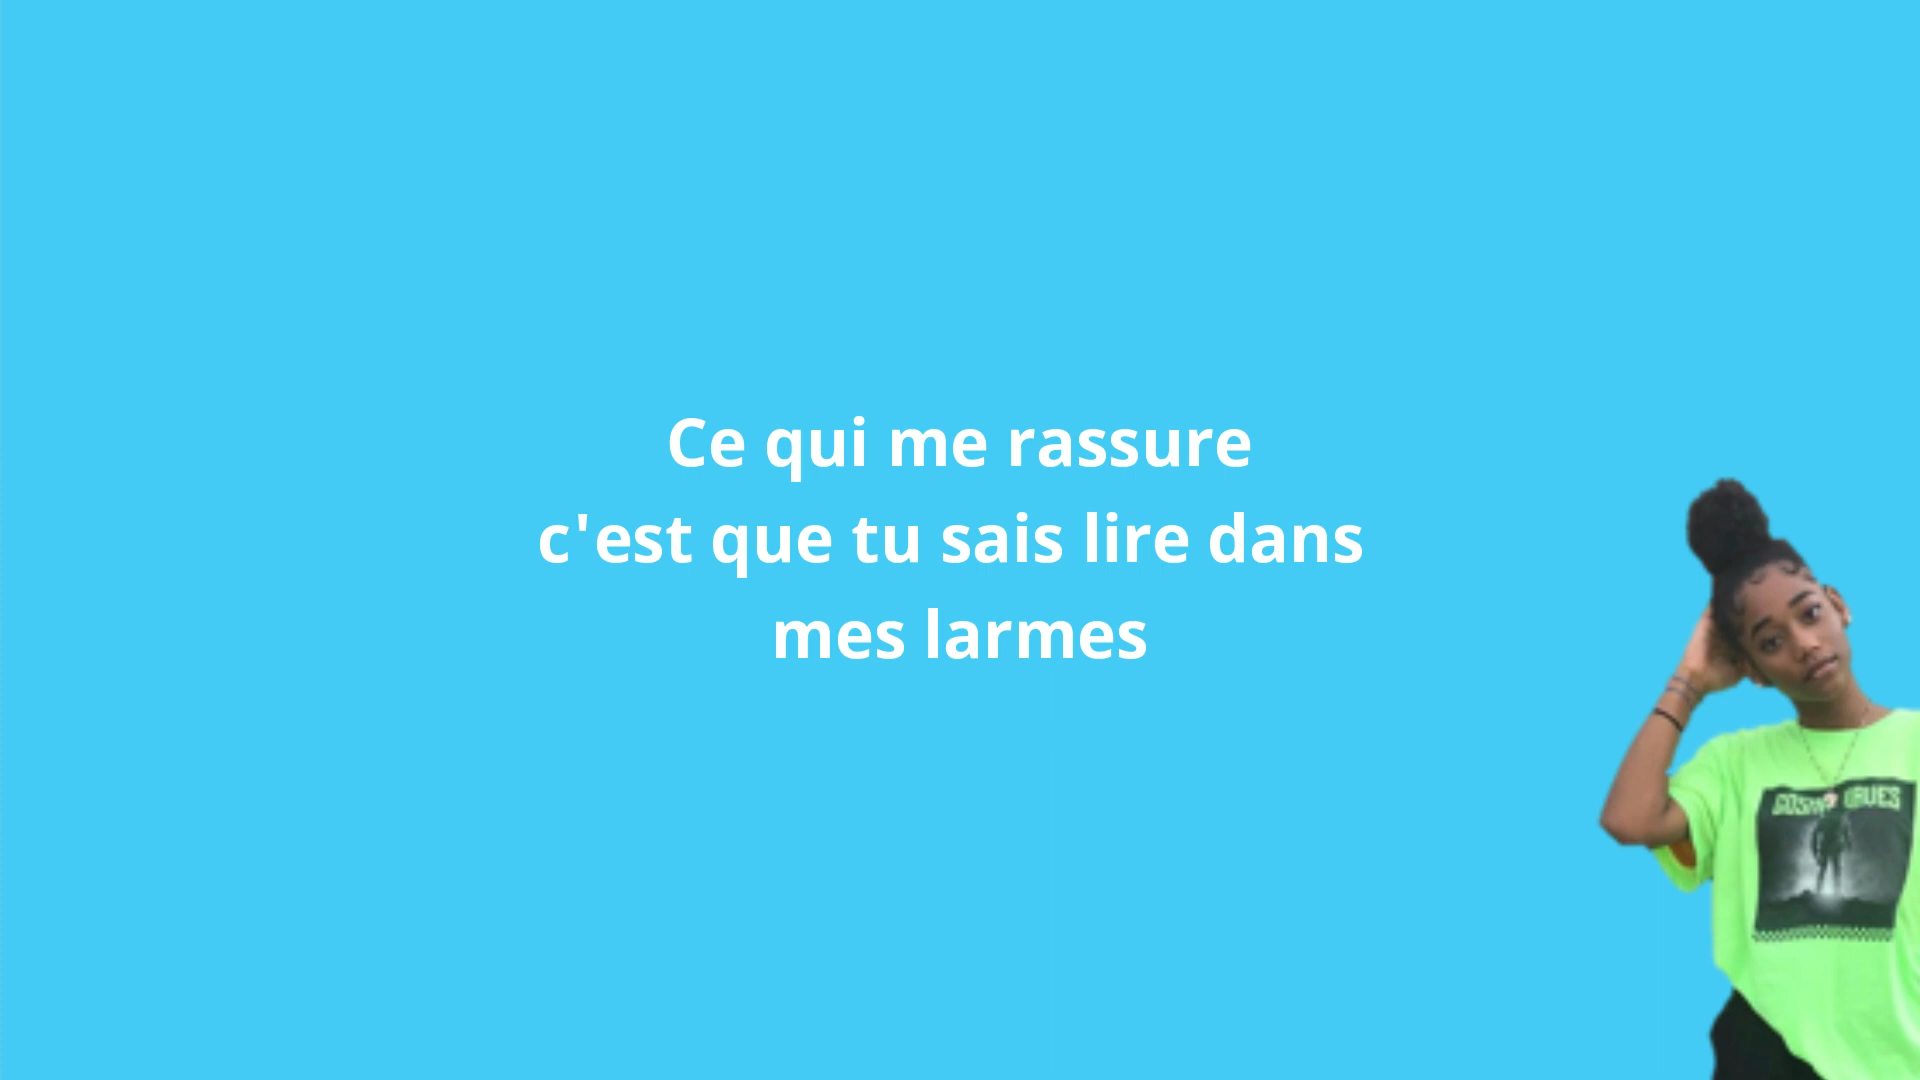 Ce qui me rassure
c'est que tu sais lire dans
mes larmes